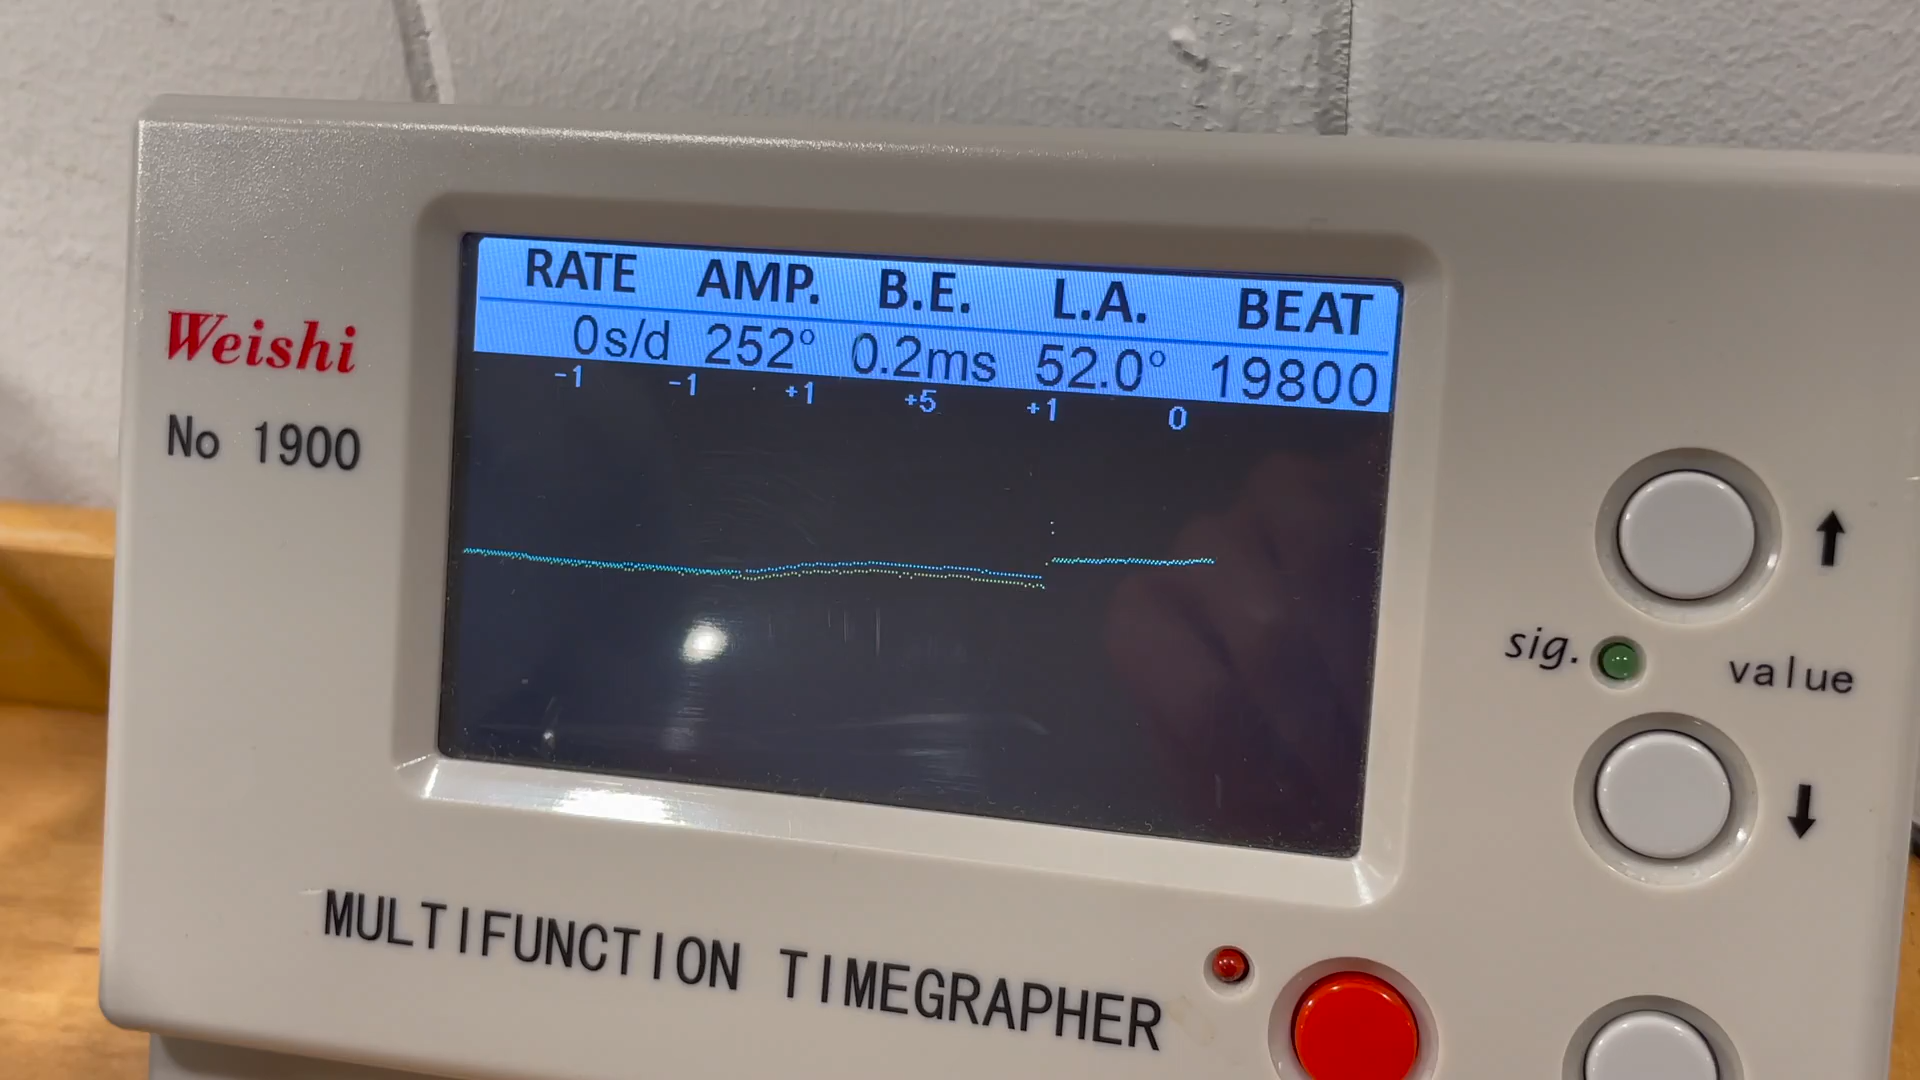 RATE AMP. B.E. L.A. BEAT
0s/d 252° 0.2ms 52.0° 19800
-1 -1 +1 +5 +1 0
Weishi
No 1900
sig.
value
MULTIFUNCTION TIMEGRAPHER